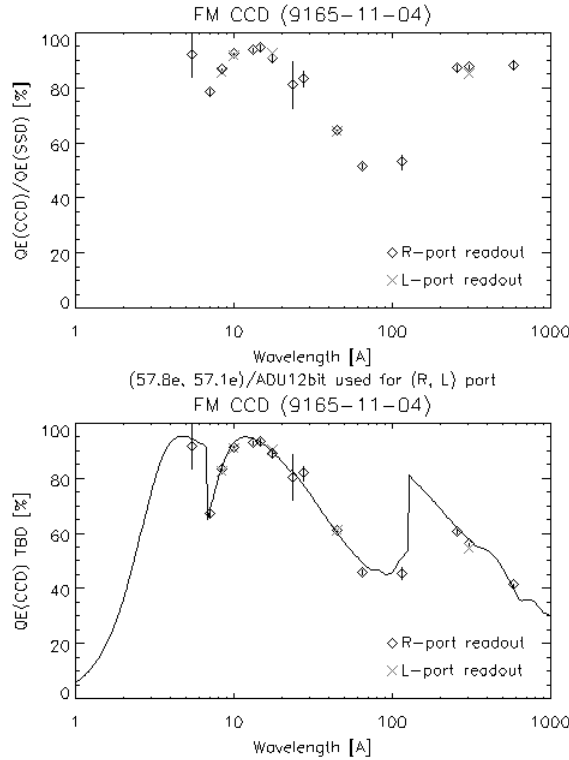 FM CCD (9165-11-04)
100
80
60
40
20
0
QE(CCD)/QE(SSD) [%]
R-port readout
L-port readout
1
10
100
1000
Wavelength [A]
(57.8e, 57.1e)/ADU12bit used for (R, L) port
FM CCD (9165-11-04)
100
80
60
40
20
0
QE(CCD) TBD [%]
R-port readout
L-port readout
1
10
100
1000
Wavelength [A]